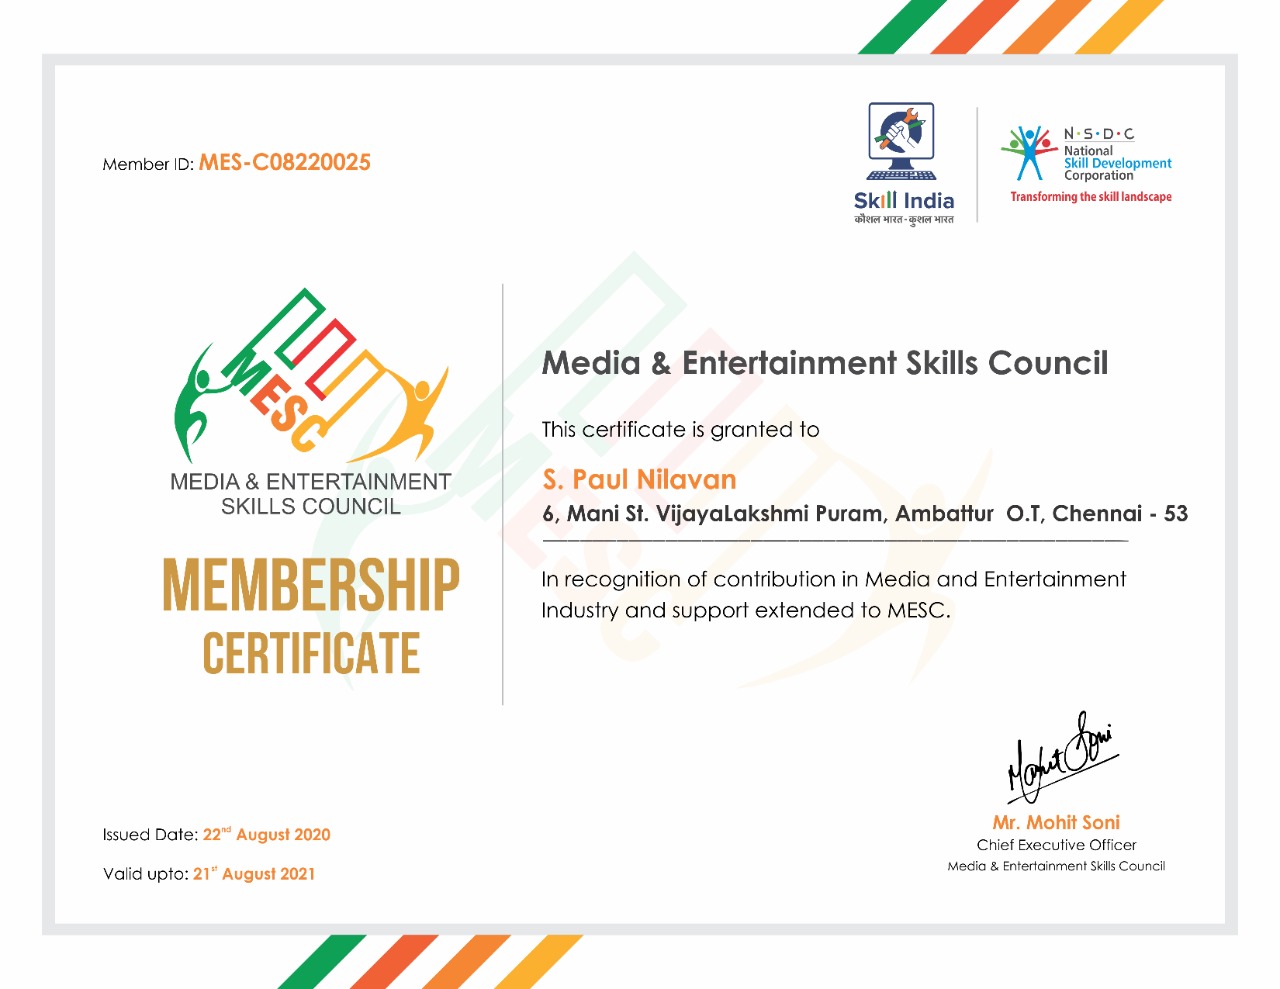 Member ID: MES-C08220025
Skill India
कौशल भारत - कुशल भारत
N·S·D·C
National
Skill Development
Corporation
Transforming the skill landscape
MESC
MEDIA & ENTERTAINMENT
SKILLS COUNCIL
MEMBERSHIP
CERTIFICATE
Media & Entertainment Skills Council
This certificate is granted to
S. Paul Nilavan
6, Mani St. VijayaLakshmi Puram, Ambattur O.T, Chennai - 53
In recognition of contribution in Media and Entertainment
Industry and support extended to MESC.
MESC
Mohit Soni
Mr. Mohit Soni
Chief Executive Officer
Media & Entertainment Skills Council
Issued Date: 22nd August 2020
Valid upto: 21st August 2021